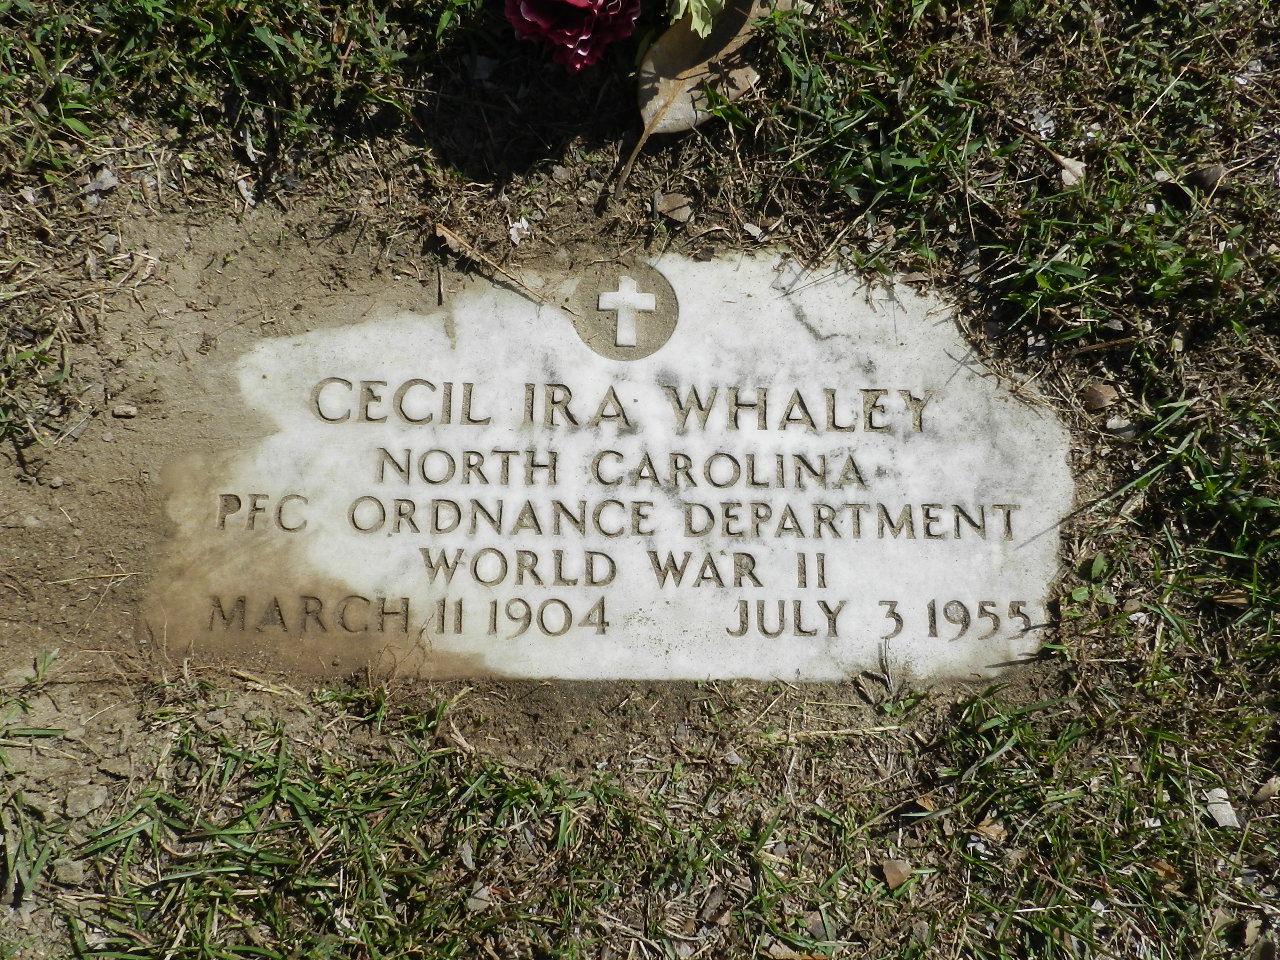 CECIL IRA WHALEY
NORTH CAROLINA
PFC ORDNANCE DEPARTMENT
WORLD WAR II
MARCH 11 1904 JULY 3 1955